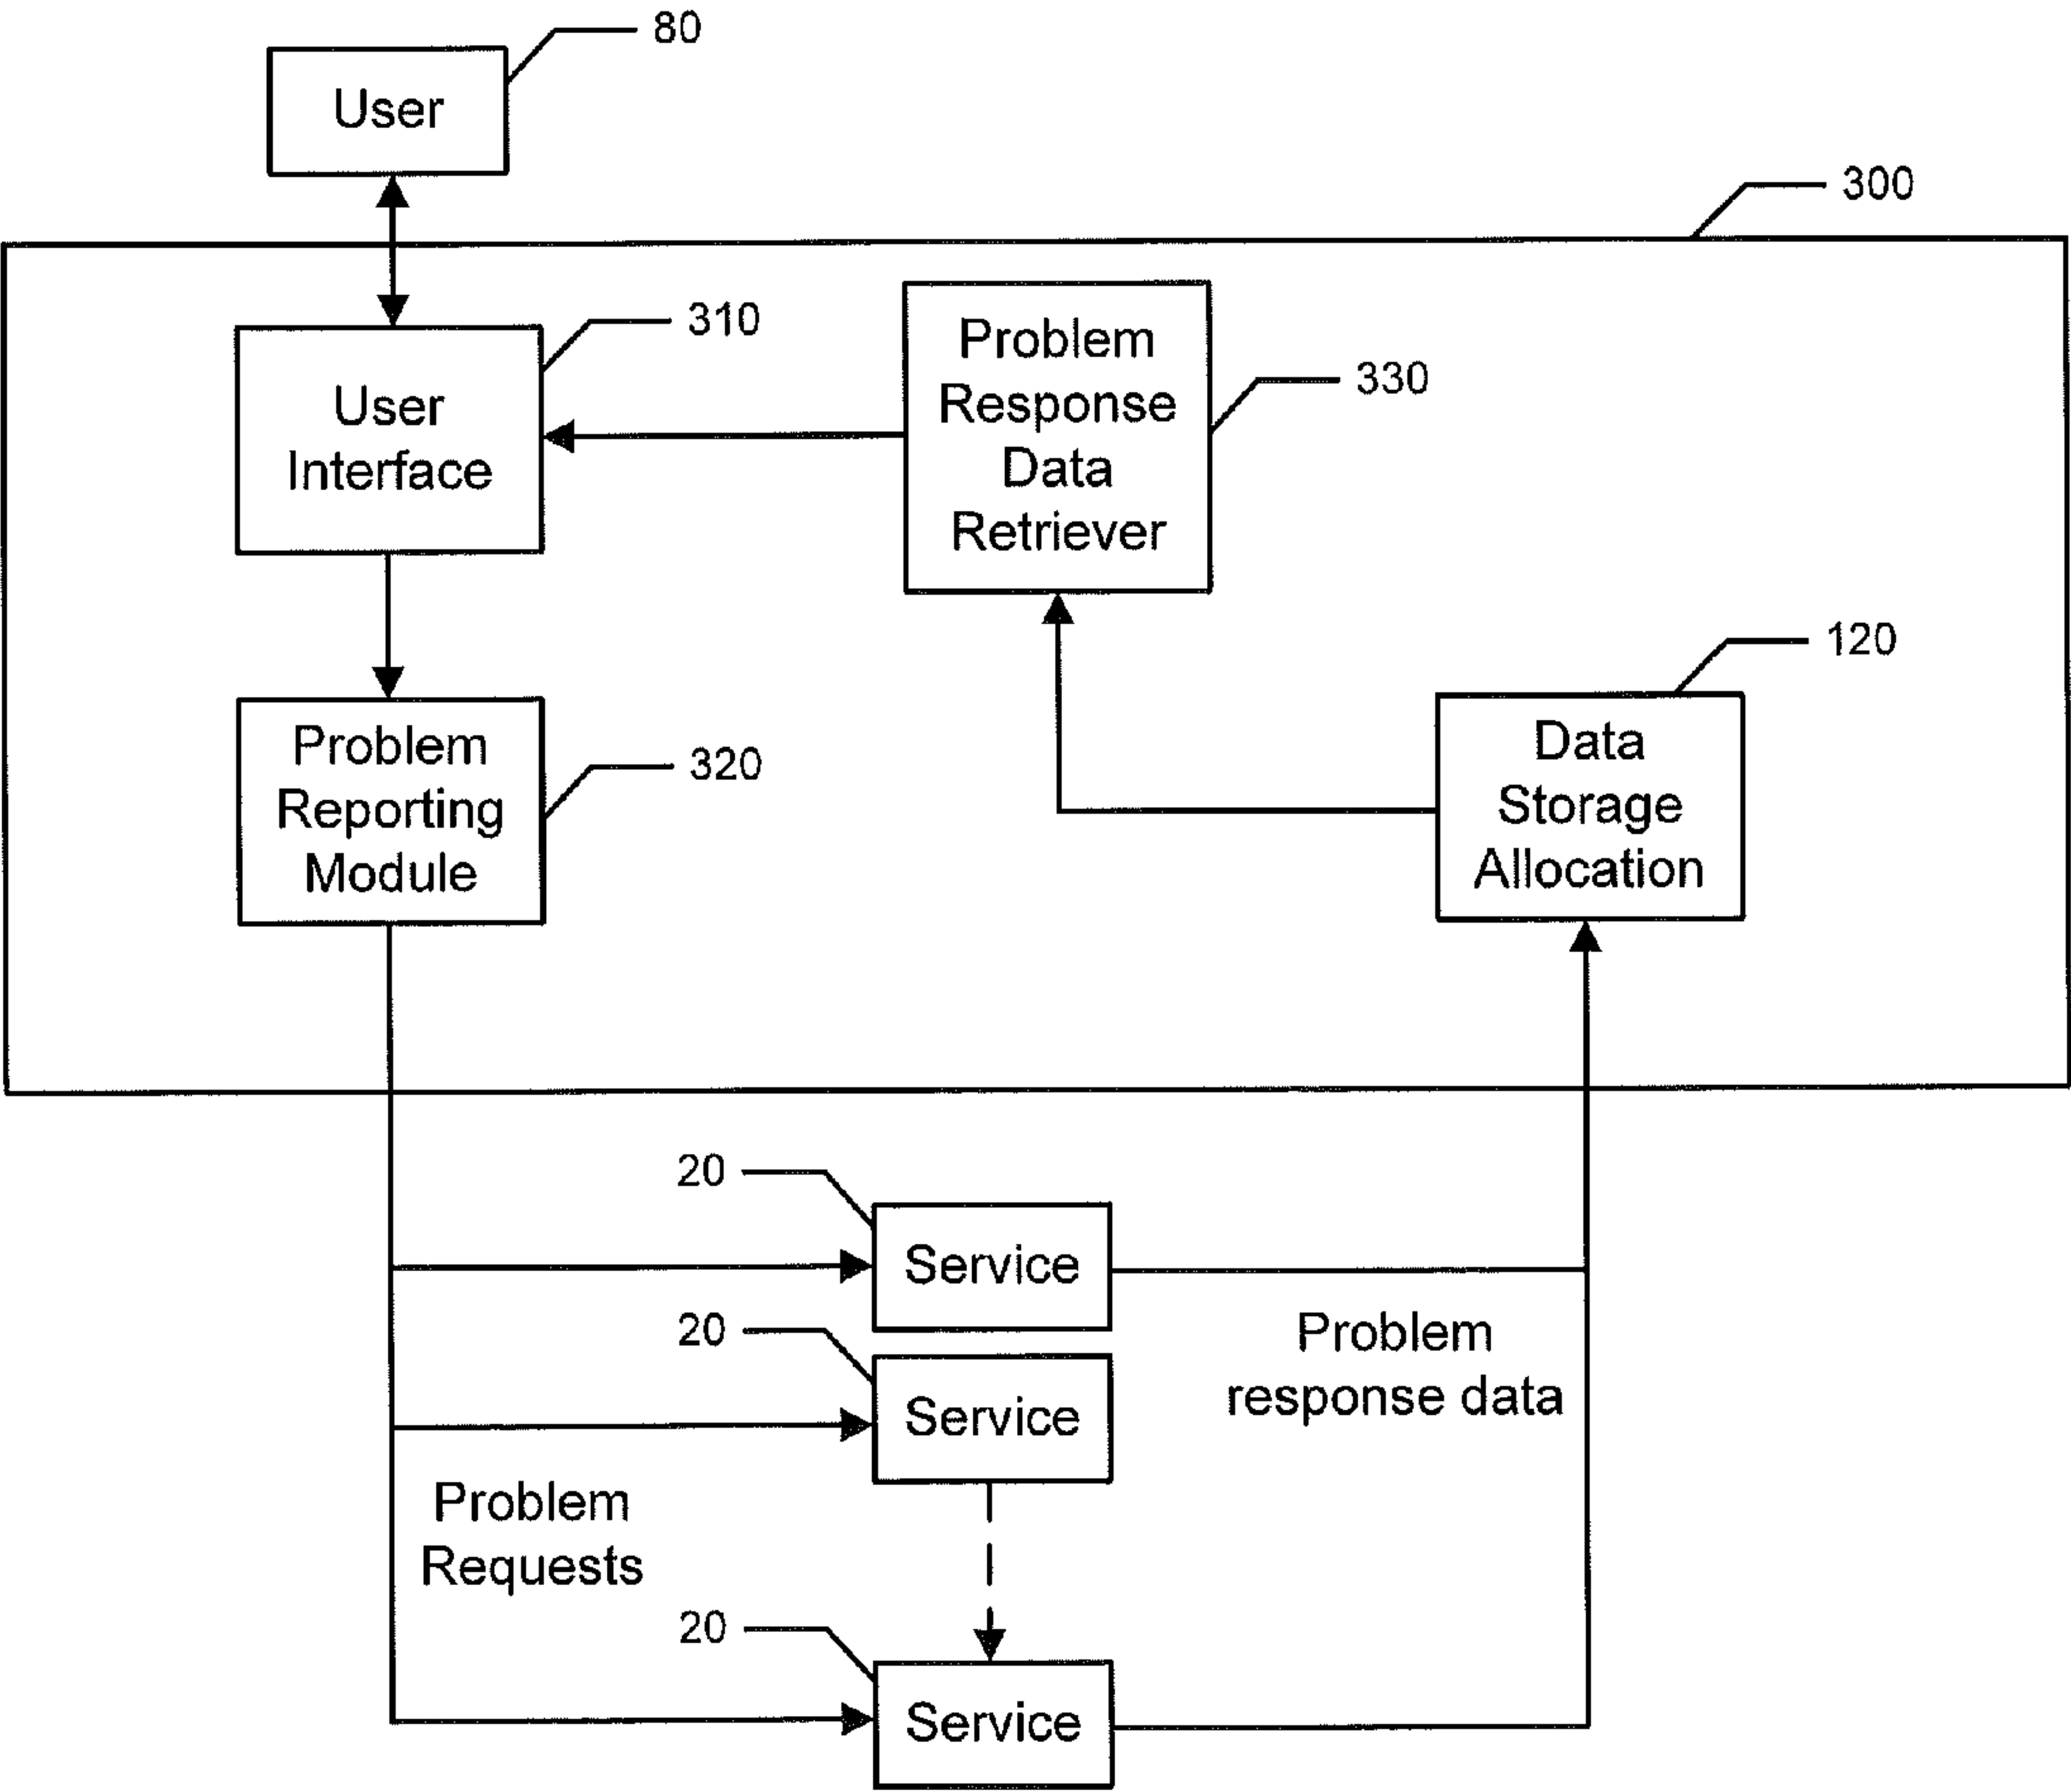 80
User
300
310
User
Interface
Problem
Response
Data
Retriever
330
120
Problem
Reporting
Module
320
Data
Storage
Allocation
20
Service
20
Service
Problem
response data
Problem
Requests
20
Service